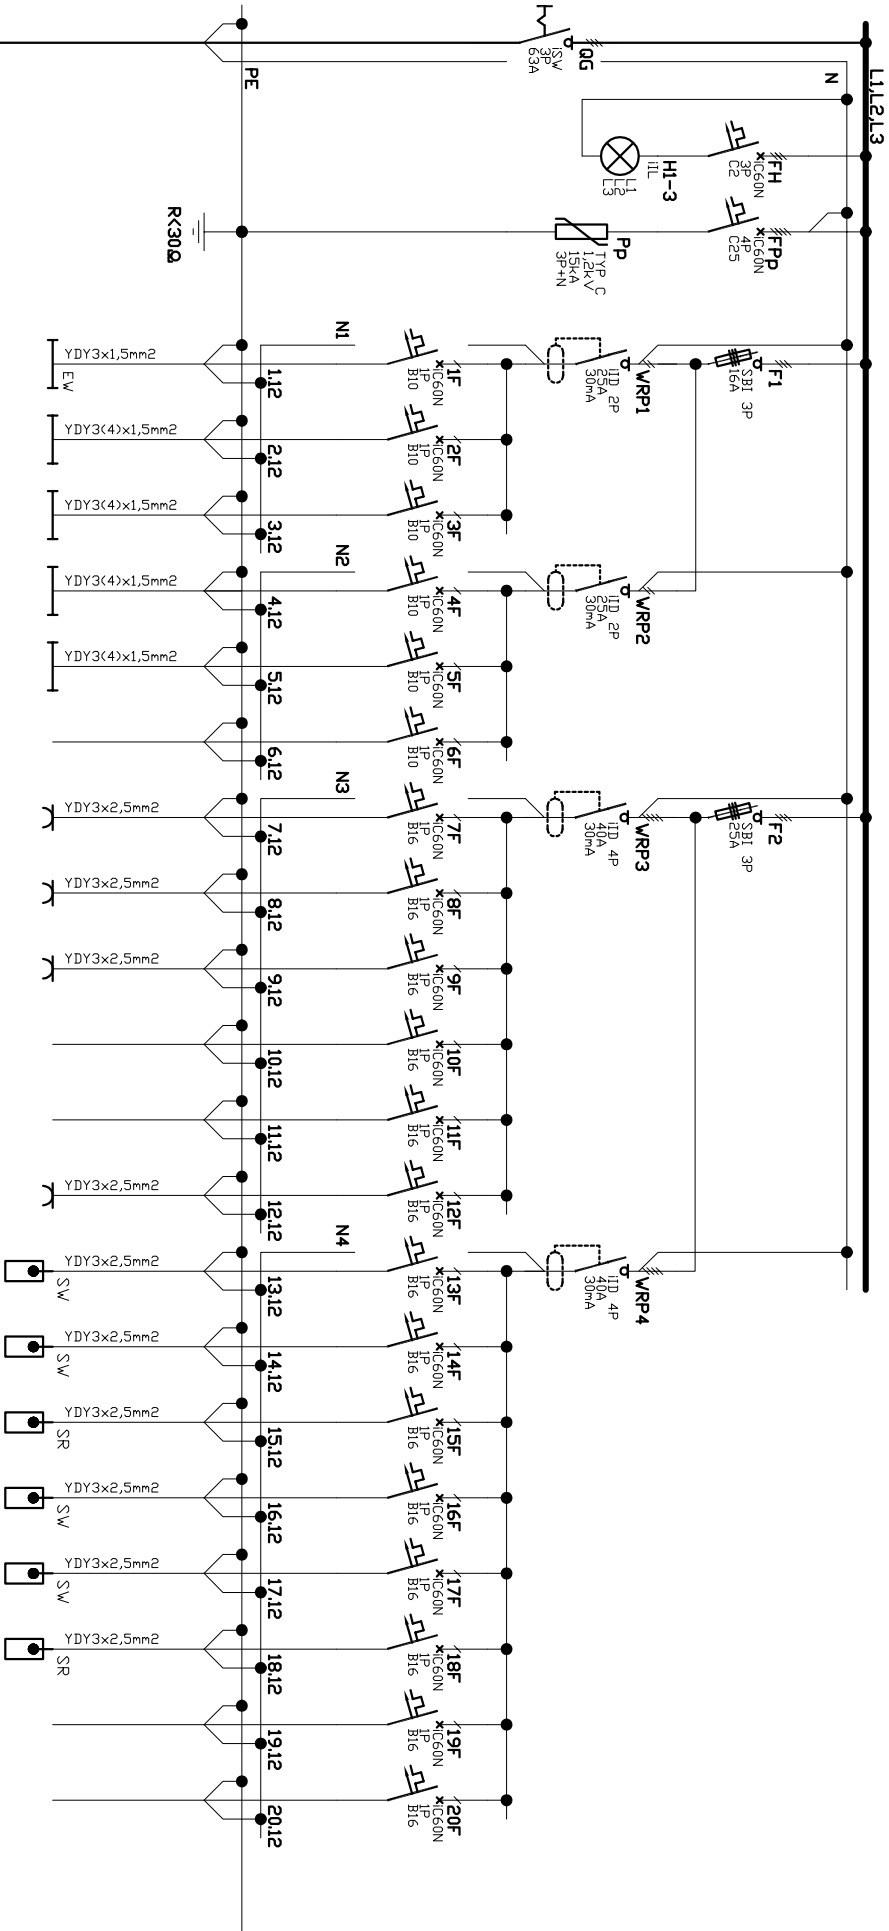 L1,L2,L3
N
PE
QG
iSW
3P
63A
FH
iC60N
3P
C2
H1-3
iIL
L1
L2
L3
FPp
iC60N
4P
C25
Pp
TYP C
1,2kV
15kA
3P+N
R<30Ω
F1
SBI 3P
16A
WRP1
iID 2P
25A
30mA
WRP2
iID 2P
25A
30mA
F2
SBI 3P
25A
WRP3
iID 4P
40A
30mA
WRP4
iID 4P
40A
30mA
N1
1F
iC60N
1P
B10
1,12
YDY3x1,5mm2
EW
2F
iC60N
1P
B10
2,12
YDY3(4)x1,5mm2
3F
iC60N
1P
B10
3,12
YDY3(4)x1,5mm2
N2
4F
iC60N
1P
B10
4,12
YDY3(4)x1,5mm2
5F
iC60N
1P
B10
5,12
YDY3(4)x1,5mm2
6F
iC60N
1P
B10
6,12
N3
7F
iC60N
1P
B16
7,12
YDY3x2,5mm2
8F
iC60N
1P
B16
8,12
YDY3x2,5mm2
9F
iC60N
1P
B16
9,12
YDY3x2,5mm2
10F
iC60N
1P
B16
10,12
11F
iC60N
1P
B16
11,12
12F
iC60N
1P
B16
12,12
YDY3x2,5mm2
N4
13F
iC60N
1P
B16
13,12
YDY3x2,5mm2
SW
14F
iC60N
1P
B16
14,12
YDY3x2,5mm2
SW
15F
iC60N
1P
B16
15,12
YDY3x2,5mm2
SR
16F
iC60N
1P
B16
16,12
YDY3x2,5mm2
SW
17F
iC60N
1P
B16
17,12
YDY3x2,5mm2
SW
18F
iC60N
1P
B16
18,12
YDY3x2,5mm2
SR
19F
iC60N
1P
B16
19,12
20F
iC60N
1P
B16
20,12